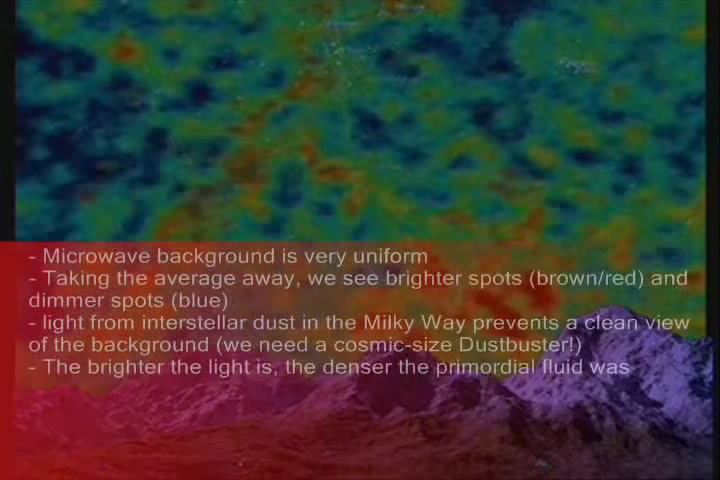 - Microwave background is very uniform
- Taking the average away, we see brighter spots (brown/red) and
dimmer spots (blue)
- light from interstellar dust in the Milky Way prevents a clean view
of the background (we need a cosmic-size Dustbuster!)
- The brighter the light is, the denser the primordial fluid was